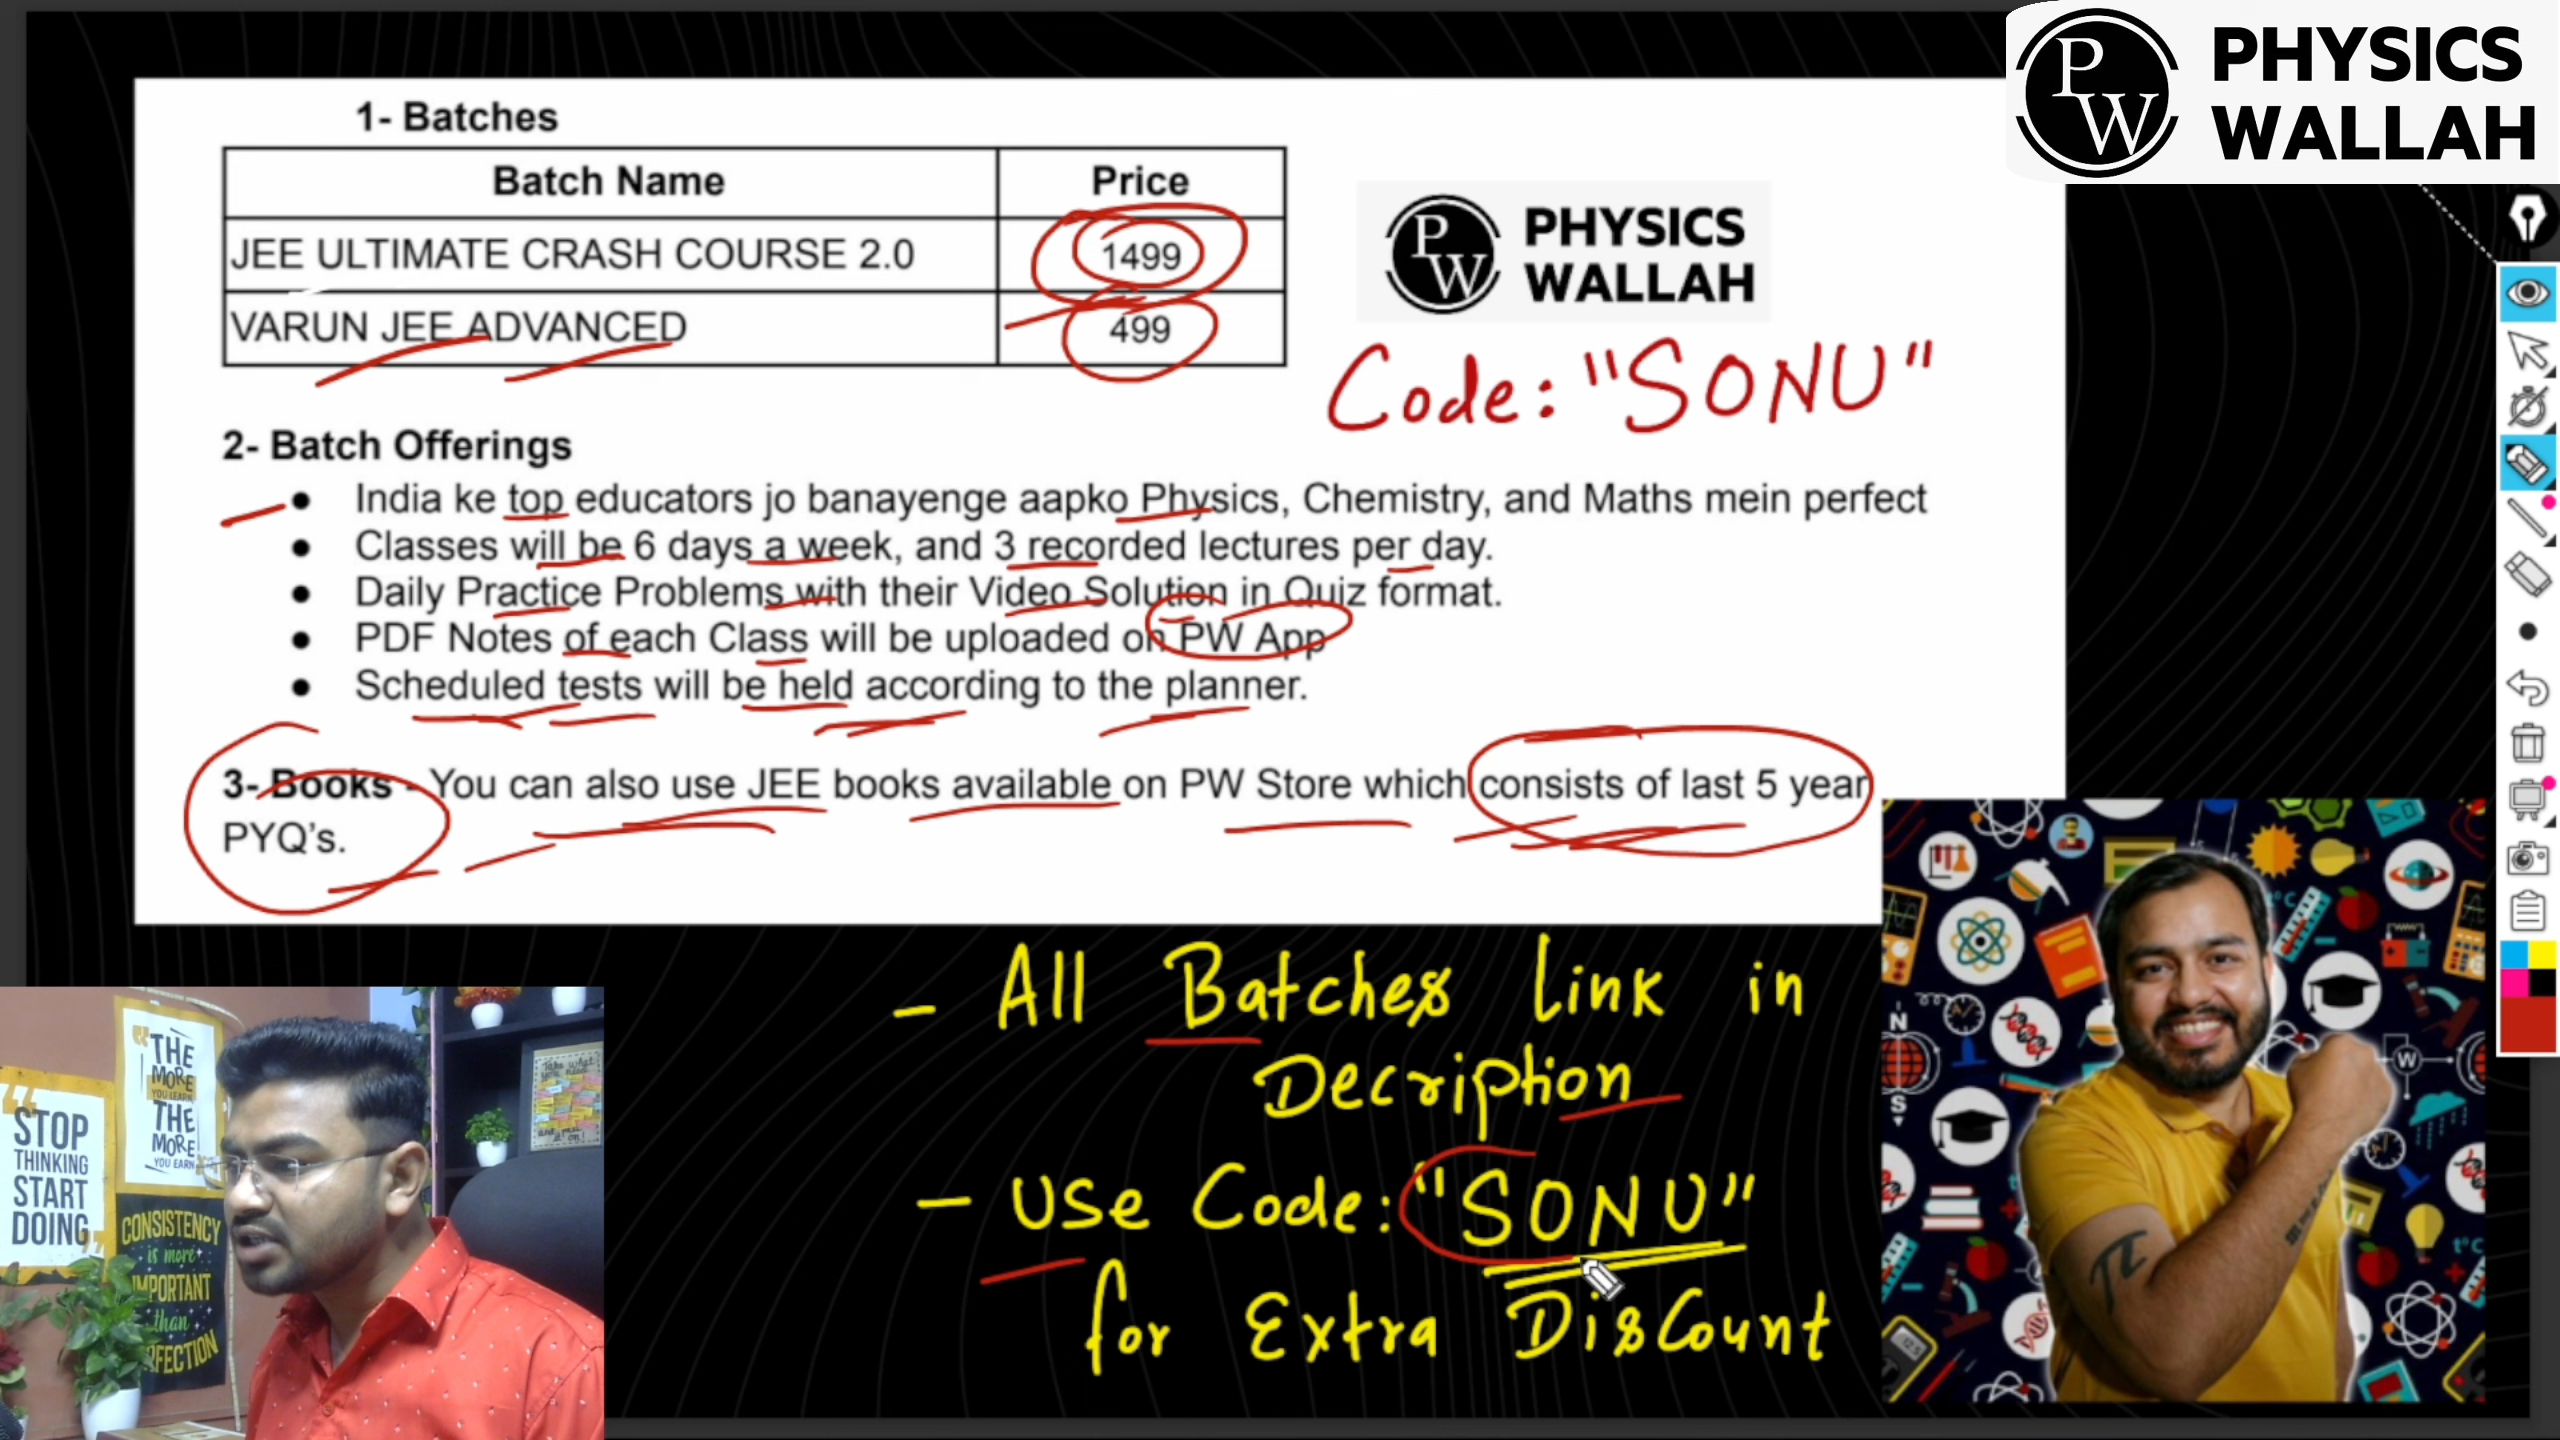 PHYSICS
WALLAH
1- Batches
Batch Name Price
JEE ULTIMATE CRASH COURSE 2.0 1499
VARUN JEE ADVANCED 499
PW PHYSICS
WALLAH
Code: "SONU"
2- Batch Offerings
● India ke top educators jo banayenge aapko Physics, Chemistry, and Maths mein perfect
● Classes will be 6 days a week, and 3 recorded lectures per day.
● Daily Practice Problems with their Video Solution in Quiz format.
● PDF Notes of each Class will be uploaded on PW App
● Scheduled tests will be held according to the planner.
3- Books - You can also use JEE books available on PW Store which consists of last 5 year
PYQ's.
- All Batches link in
Decription
- Use Code: "SONU"
for Extra Discount
"THE
MORE
YOU LEARN
THE
MORE
YOU EARN
STOP
THINKING
START
DOING
CONSISTENCY
is more
IMPORTANT
than
PERFECTION
N
S
W
π